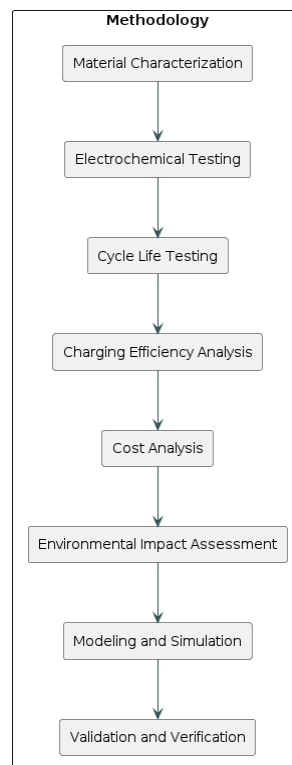 Methodology
Material Characterization
Electrochemical Testing
Cycle Life Testing
Charging Efficiency Analysis
Cost Analysis
Environmental Impact Assessment
Modeling and Simulation
Validation and Verification